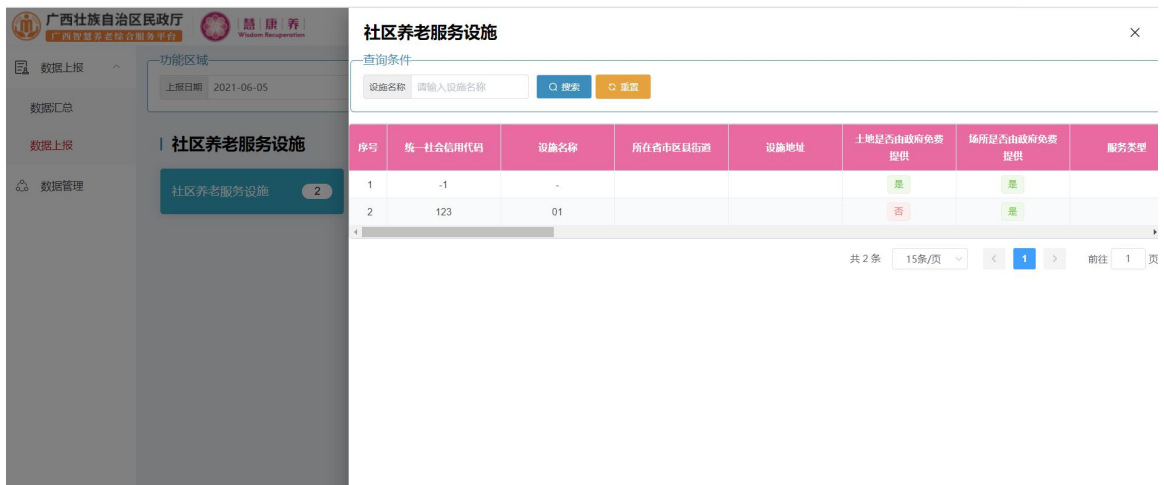 广西壮族自治区民政厅
广西智慧养老综合服务平台
慧康养
Wisdom Recuperation
数据上报
数据汇总
数据上报
数据管理
功能区域
上报日期 2021-06-05
社区养老服务设施
社区养老服务设施 2
社区养老服务设施
查询条件
设施名称 请输入设施名称 搜索 重置
序号 统一社会信用代码 设施名称 所在省市区县街道 设施地址 土地是否由政府免费提供 场所是否由政府免费提供 服务类型
1 -1 - 是 是
2 123 01 否 是
共 2 条 15条/页 1 前往 1 页